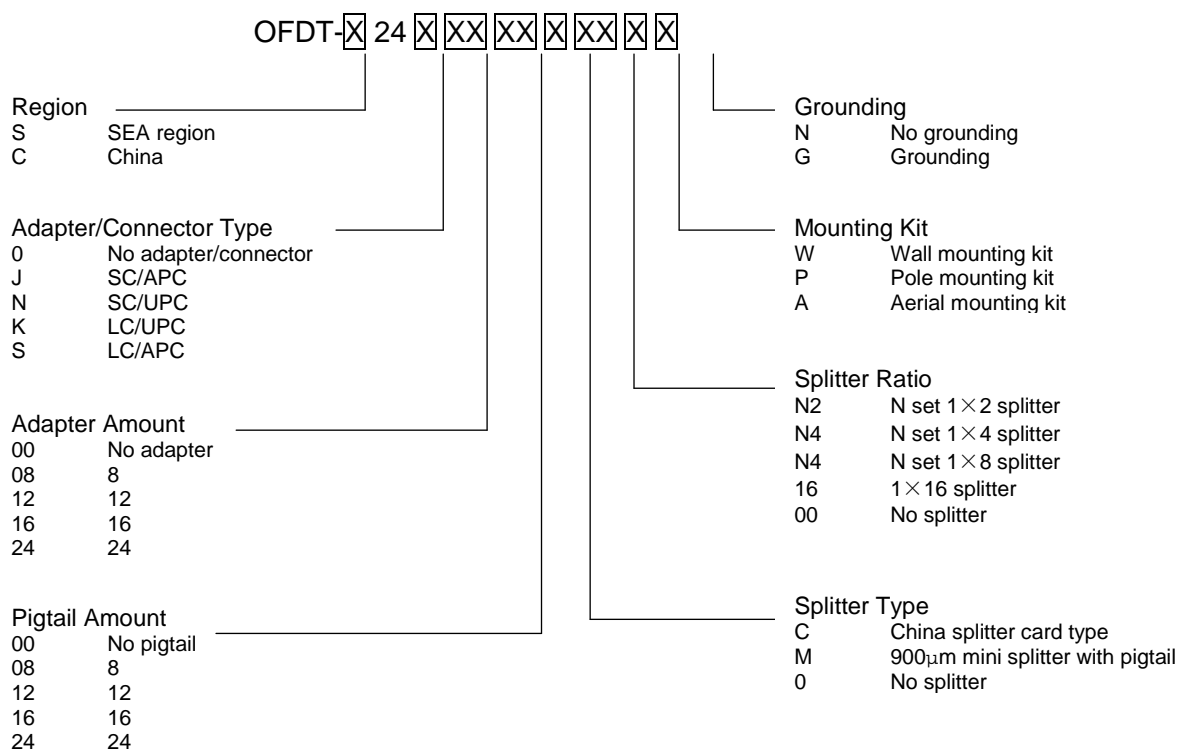 OFDT-X 24 X XX XX X XX X X
Region
S SEA region
C China
Adapter/Connector Type
0 No adapter/connector
J SC/APC
N SC/UPC
K LC/UPC
S LC/APC
Adapter Amount
00 No adapter
08 8
12 12
16 16
24 24
Pigtail Amount
00 No pigtail
08 8
12 12
16 16
24 24
Grounding
N No grounding
G Grounding
Mounting Kit
W Wall mounting kit
P Pole mounting kit
A Aerial mounting kit
Splitter Ratio
N2 N set 1×2 splitter
N4 N set 1×4 splitter
N4 N set 1×8 splitter
16 1×16 splitter
00 No splitter
Splitter Type
C China splitter card type
M 900μm mini splitter with pigtail
0 No splitter